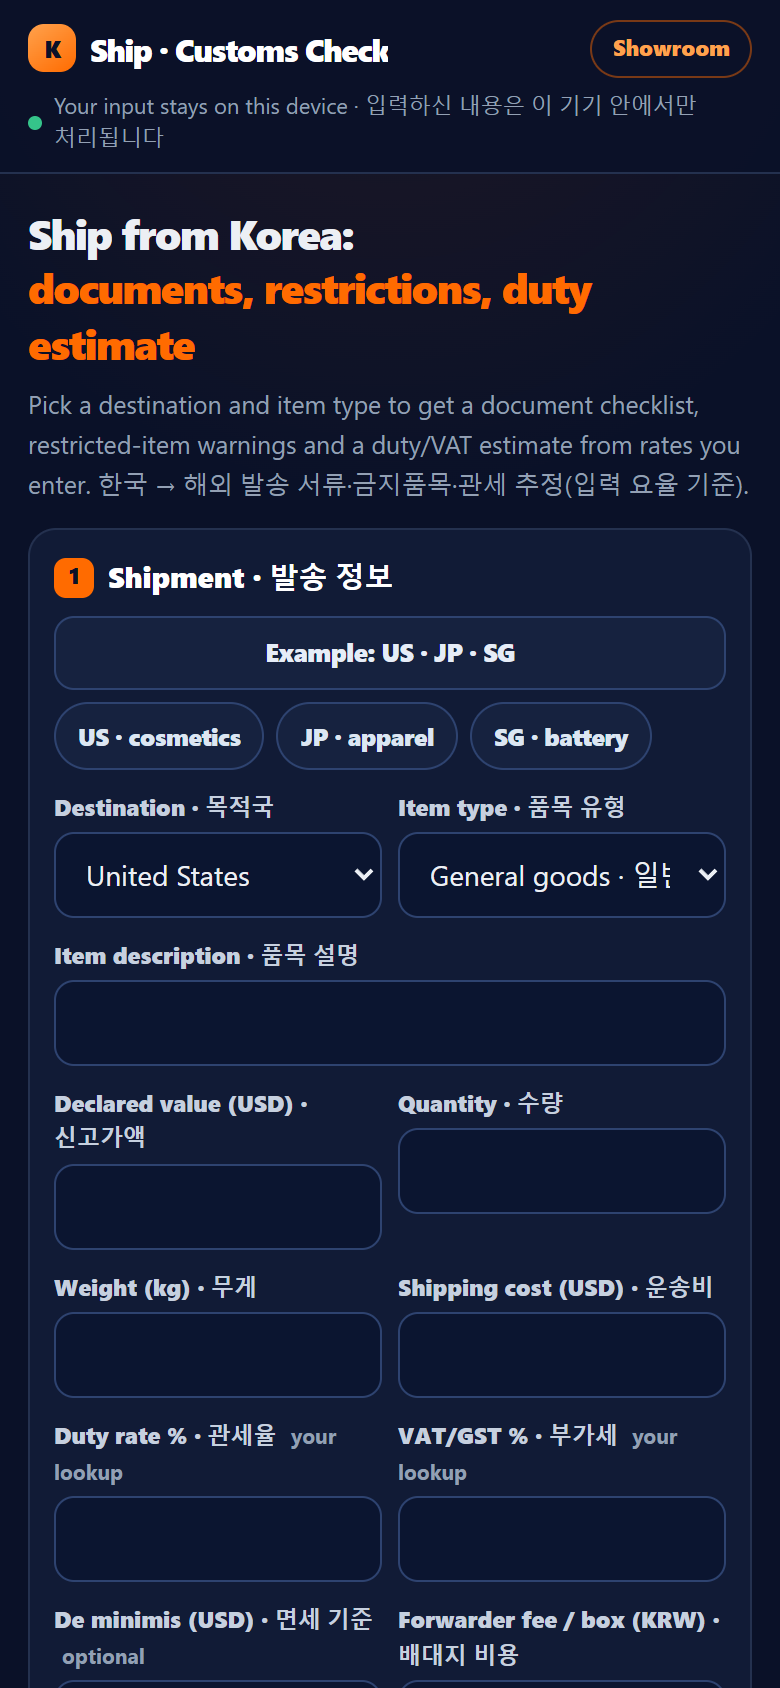 K Ship · Customs Check Showroom
Your input stays on this device · 입력하신 내용은 이 기기 안에서만
처리됩니다
Ship from Korea:
documents, restrictions, duty
estimate
Pick a destination and item type to get a document checklist,
restricted-item warnings and a duty/VAT estimate from rates you
enter. 한국 → 해외 발송 서류·금지품목·관세 추정(입력 요율 기준).
1 Shipment · 발송 정보
Example: US · JP · SG
US · cosmetics JP · apparel SG · battery
Destination · 목적국 Item type · 품목 유형
United States General goods ·
Item description · 품목 설명
Declared value (USD) · Quantity · 수량
신고가액
Weight (kg) · 무게 Shipping cost (USD) · 운송비
Duty rate % · 관세율 your VAT/GST % · 부가세 your
lookup lookup
De minimis (USD) · 면세 기준 Forwarder fee / box (KRW) ·
optional 배대지 비용